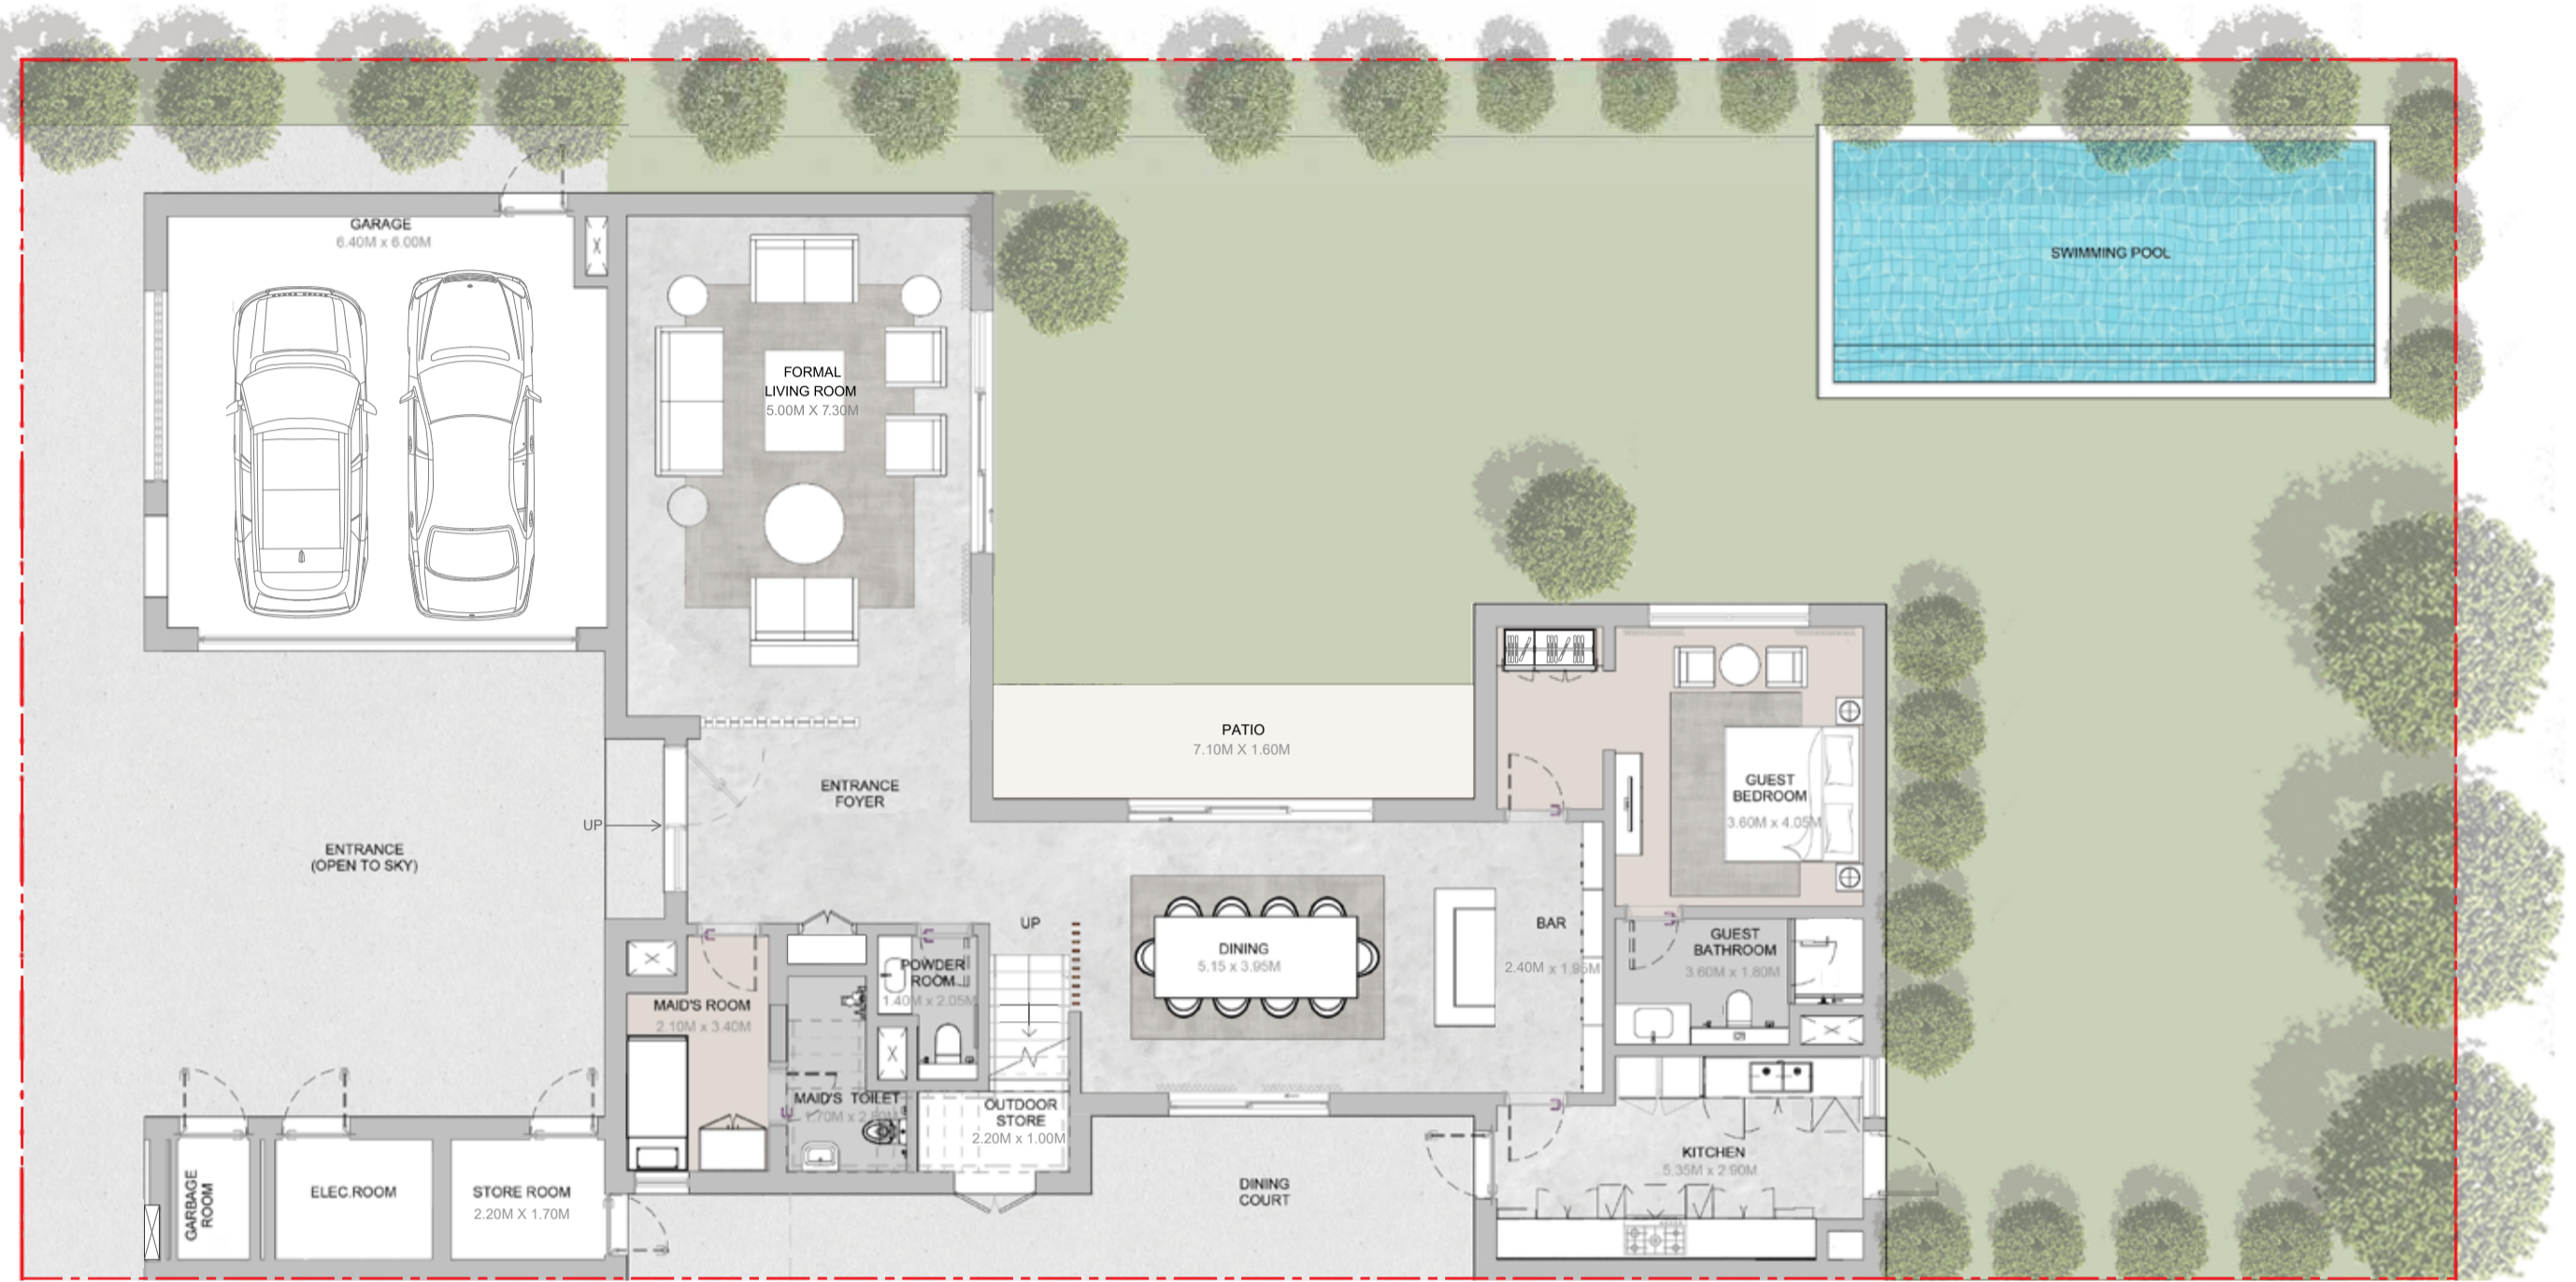 GARAGE
6.40M x 6.00M
SWIMMING POOL
FORMAL
LIVING ROOM
5.00M X 7.30M
PATIO
7.10M X 1.60M
ENTRANCE
FOYER
GUEST
BEDROOM
3.60M x 4.05M
UP
ENTRANCE
(OPEN TO SKY)
UP
DINING
5.15 x 3.95M
BAR
2.40M x 1.95M
GUEST
BATHROOM
3.60M x 1.80M
POWDER
ROOM
1.40M x 2.05M
MAID'S ROOM
2.10M x 3.40M
MAID'S TOILET
1.70M x 2.80M
OUTDOOR
STORE
2.20M x 1.00M
KITCHEN
5.35M x 2.90M
GARBAGE
ROOM
ELEC.ROOM
STORE ROOM
2.20M X 1.70M
DINING
COURT